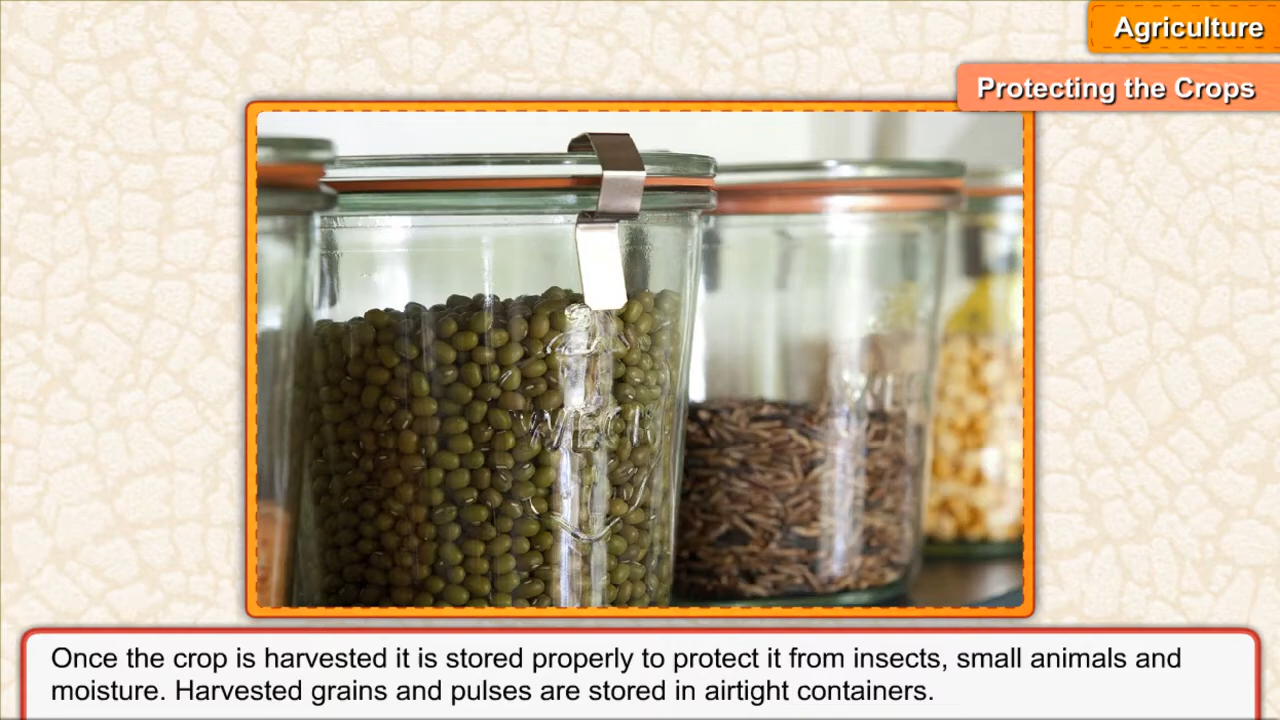 Agriculture
Protecting the Crops
WECK
Once the crop is harvested it is stored properly to protect it from insects, small animals and
moisture. Harvested grains and pulses are stored in airtight containers.